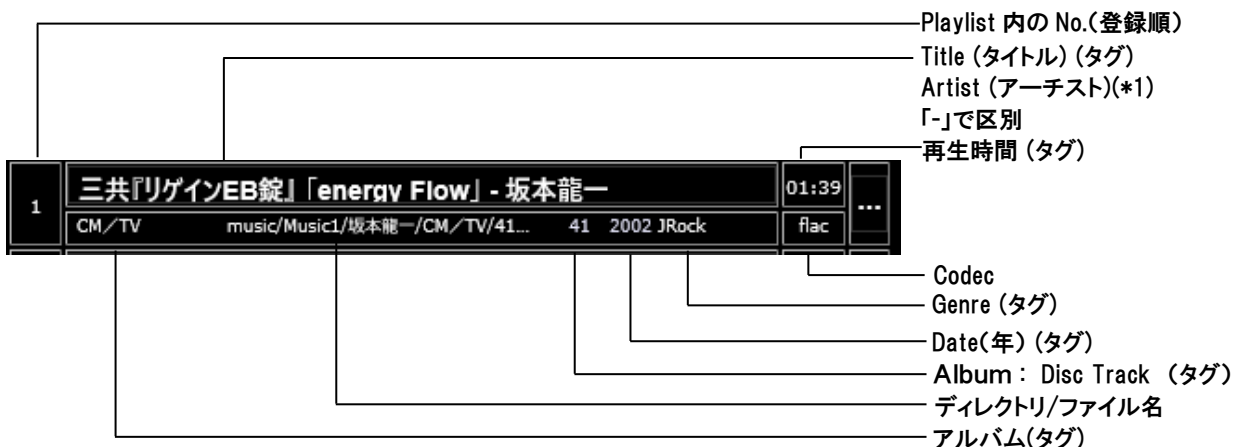 Playlist 内の No.(登録順)
Title (タイトル) (タグ)
Artist (アーチスト)(*1)
「-」で区別
再生時間 (タグ)
1
三共『リゲインEB錠』「energy Flow」 - 坂本龍一
01:39
...
CM／TV music/Music1/坂本龍一/CM／TV/41... 41 2002 JRock flac
Codec
Genre (タグ)
Date(年) (タグ)
Album : Disc Track (タグ)
ディレクトリ/ファイル名
アルバム(タグ)